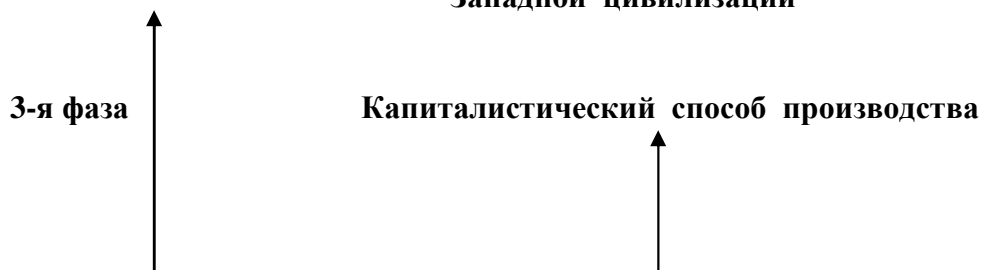 Западной цивилизации
3-я фаза Капиталистический способ производства